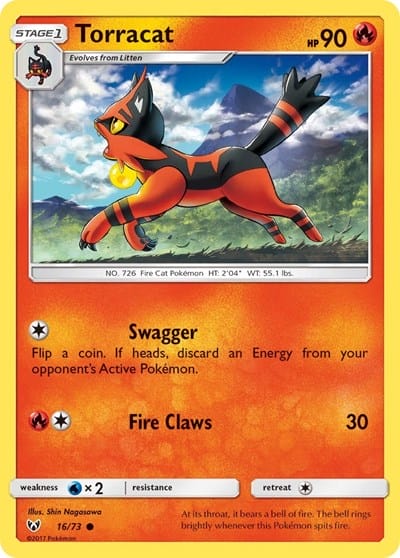 STAGE 1
Torracat
HP 90
Evolves from Litten
NO. 726 Fire Cat Pokémon HT: 2'04" WT: 55.1 lbs.
Swagger
Flip a coin. If heads, discard an Energy from your
opponent's Active Pokémon.
Fire Claws 30
weakness ×2 resistance retreat
Illus. Shin Nagasawa
16/73
©2017 Pokémon
At its throat, it bears a bell of fire. The bell rings
brightly whenever this Pokémon spits fire.